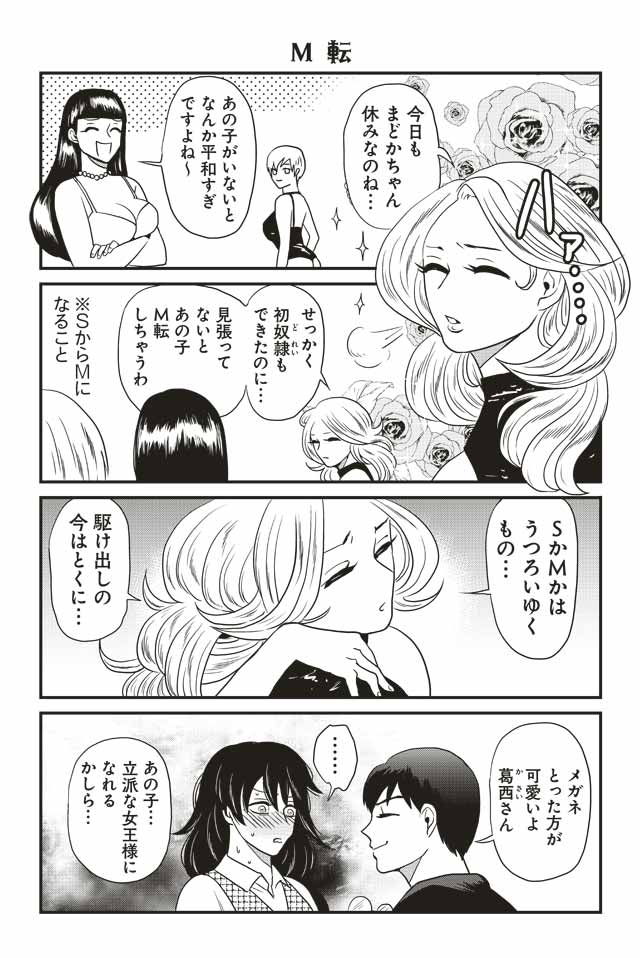 M転
今日も
まどかちゃん
休みなのね…
ハァ……
あの子がいないと
なんか平和すぎ
ですよね～
せっかく
初奴隷も
どれい
できたのに…
見張って
ないと
あの子
M転
しちゃうわ
※SからMに
なること
SかMかは
うつろいゆく
もの…
駆け出しの
今はとくに…
メガネ
とった方が
可愛いよ
葛西さん
かさい
……
あの子…
立派な女王様に
なれる
かしら…